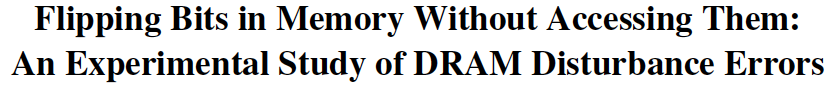 Flipping Bits in Memory Without Accessing Them:
An Experimental Study of DRAM Disturbance Errors